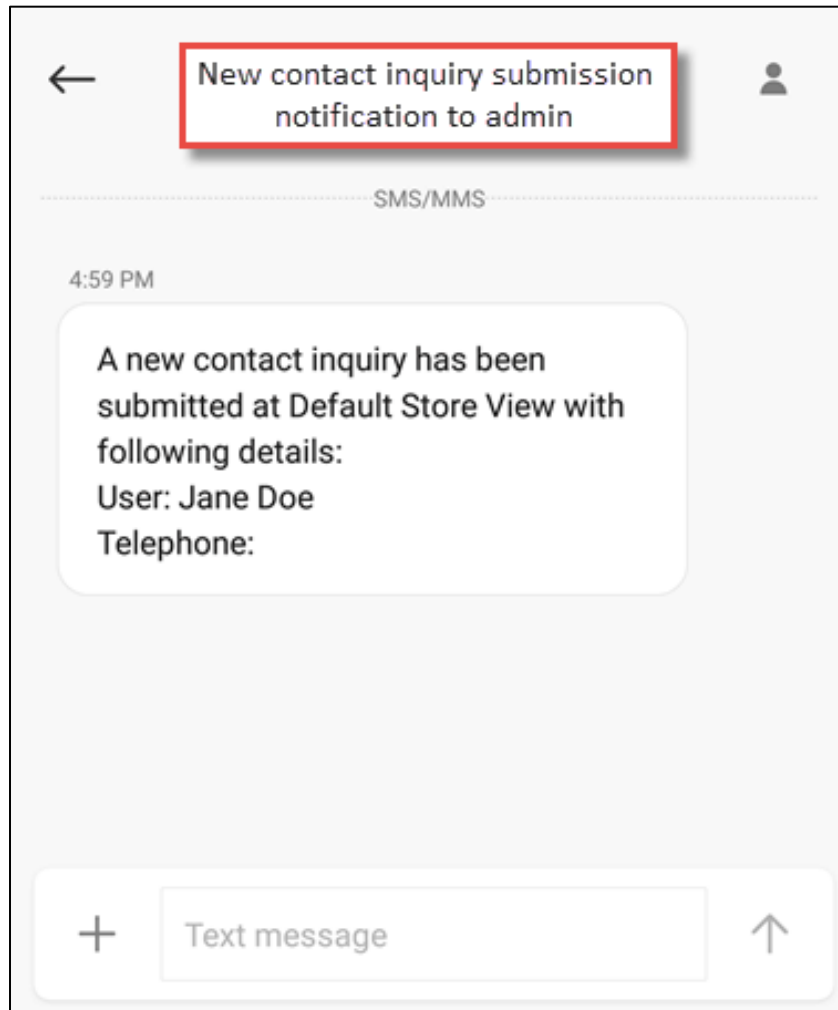 New contact inquiry submission
notification to admin
SMS/MMS
4:59 PM
A new contact inquiry has been
submitted at Default Store View with
following details:
User: Jane Doe
Telephone:
Text message